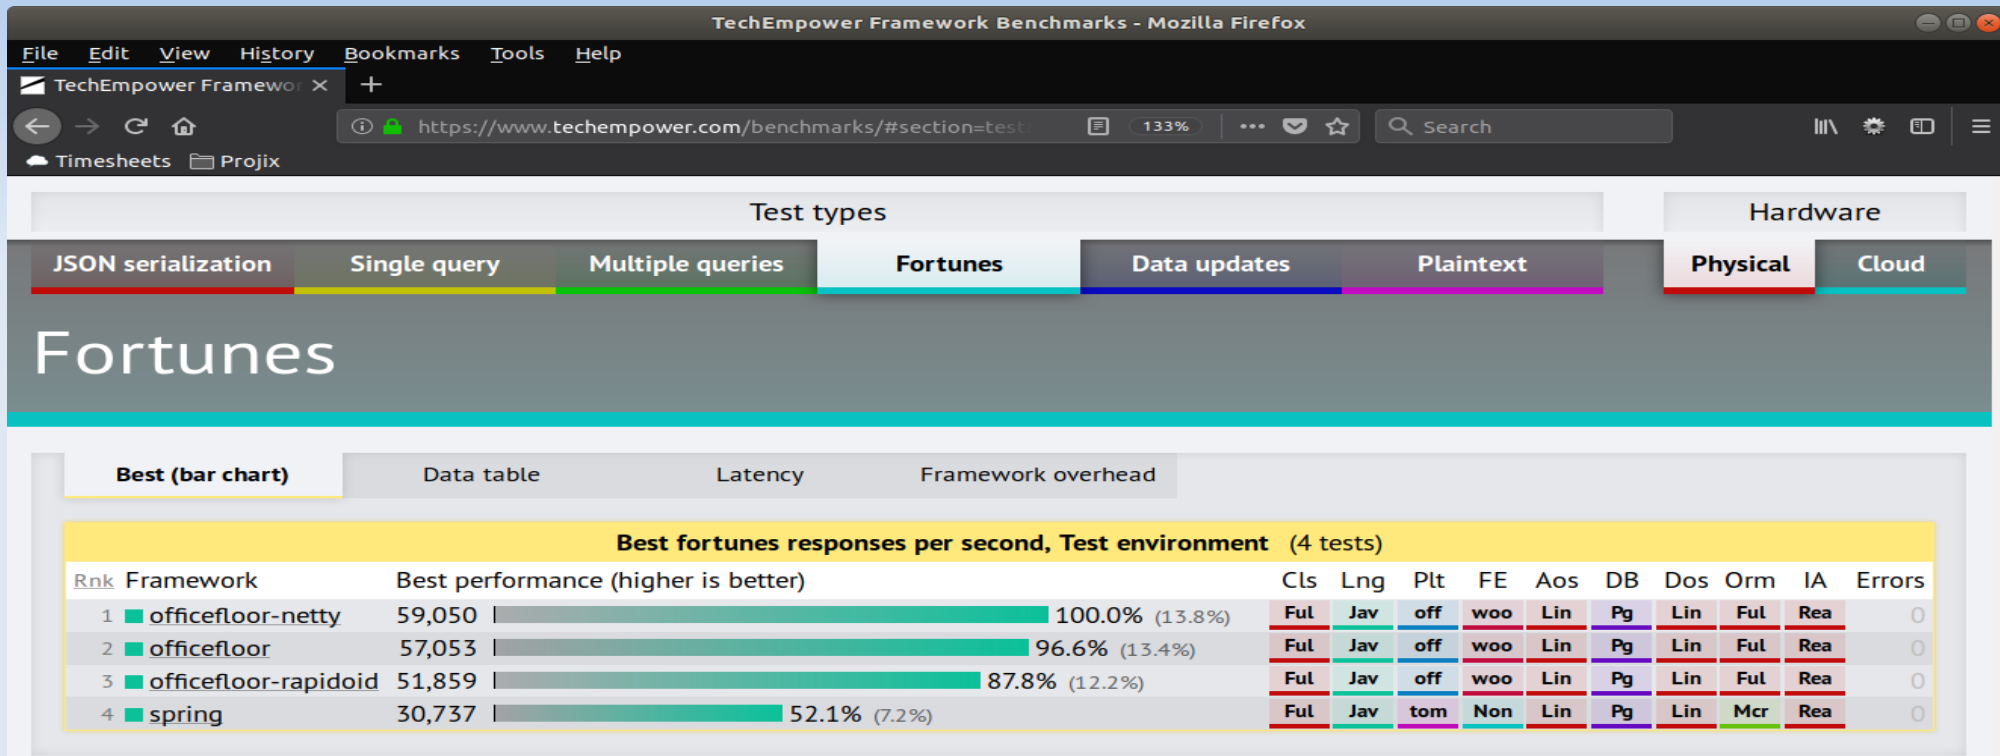 TechEmpower Framework Benchmarks - Mozilla Firefox
File Edit View History Bookmarks Tools Help
TechEmpower Framewor
https://www.techempower.com/benchmarks/#section=test 133% Search
Timesheets Projix
Test types Hardware
JSON serialization Single query Multiple queries Fortunes Data updates Plaintext Physical Cloud
Fortunes
Best (bar chart) Data table Latency Framework overhead
Best fortunes responses per second, Test environment (4 tests)
Rnk Framework Best performance (higher is better) Cls Lng Plt FE Aos DB Dos Orm IA Errors
1 officefloor-netty 59,050 100.0% (13.8%) Ful Jav off woo Lin Pg Lin Ful Rea 0
2 officefloor 57,053 96.6% (13.4%) Ful Jav off woo Lin Pg Lin Ful Rea 0
3 officefloor-rapidoid 51,859 87.8% (12.2%) Ful Jav off woo Lin Pg Lin Ful Rea 0
4 spring 30,737 52.1% (7.2%) Ful Jav tom Non Lin Pg Lin Mcr Rea 0